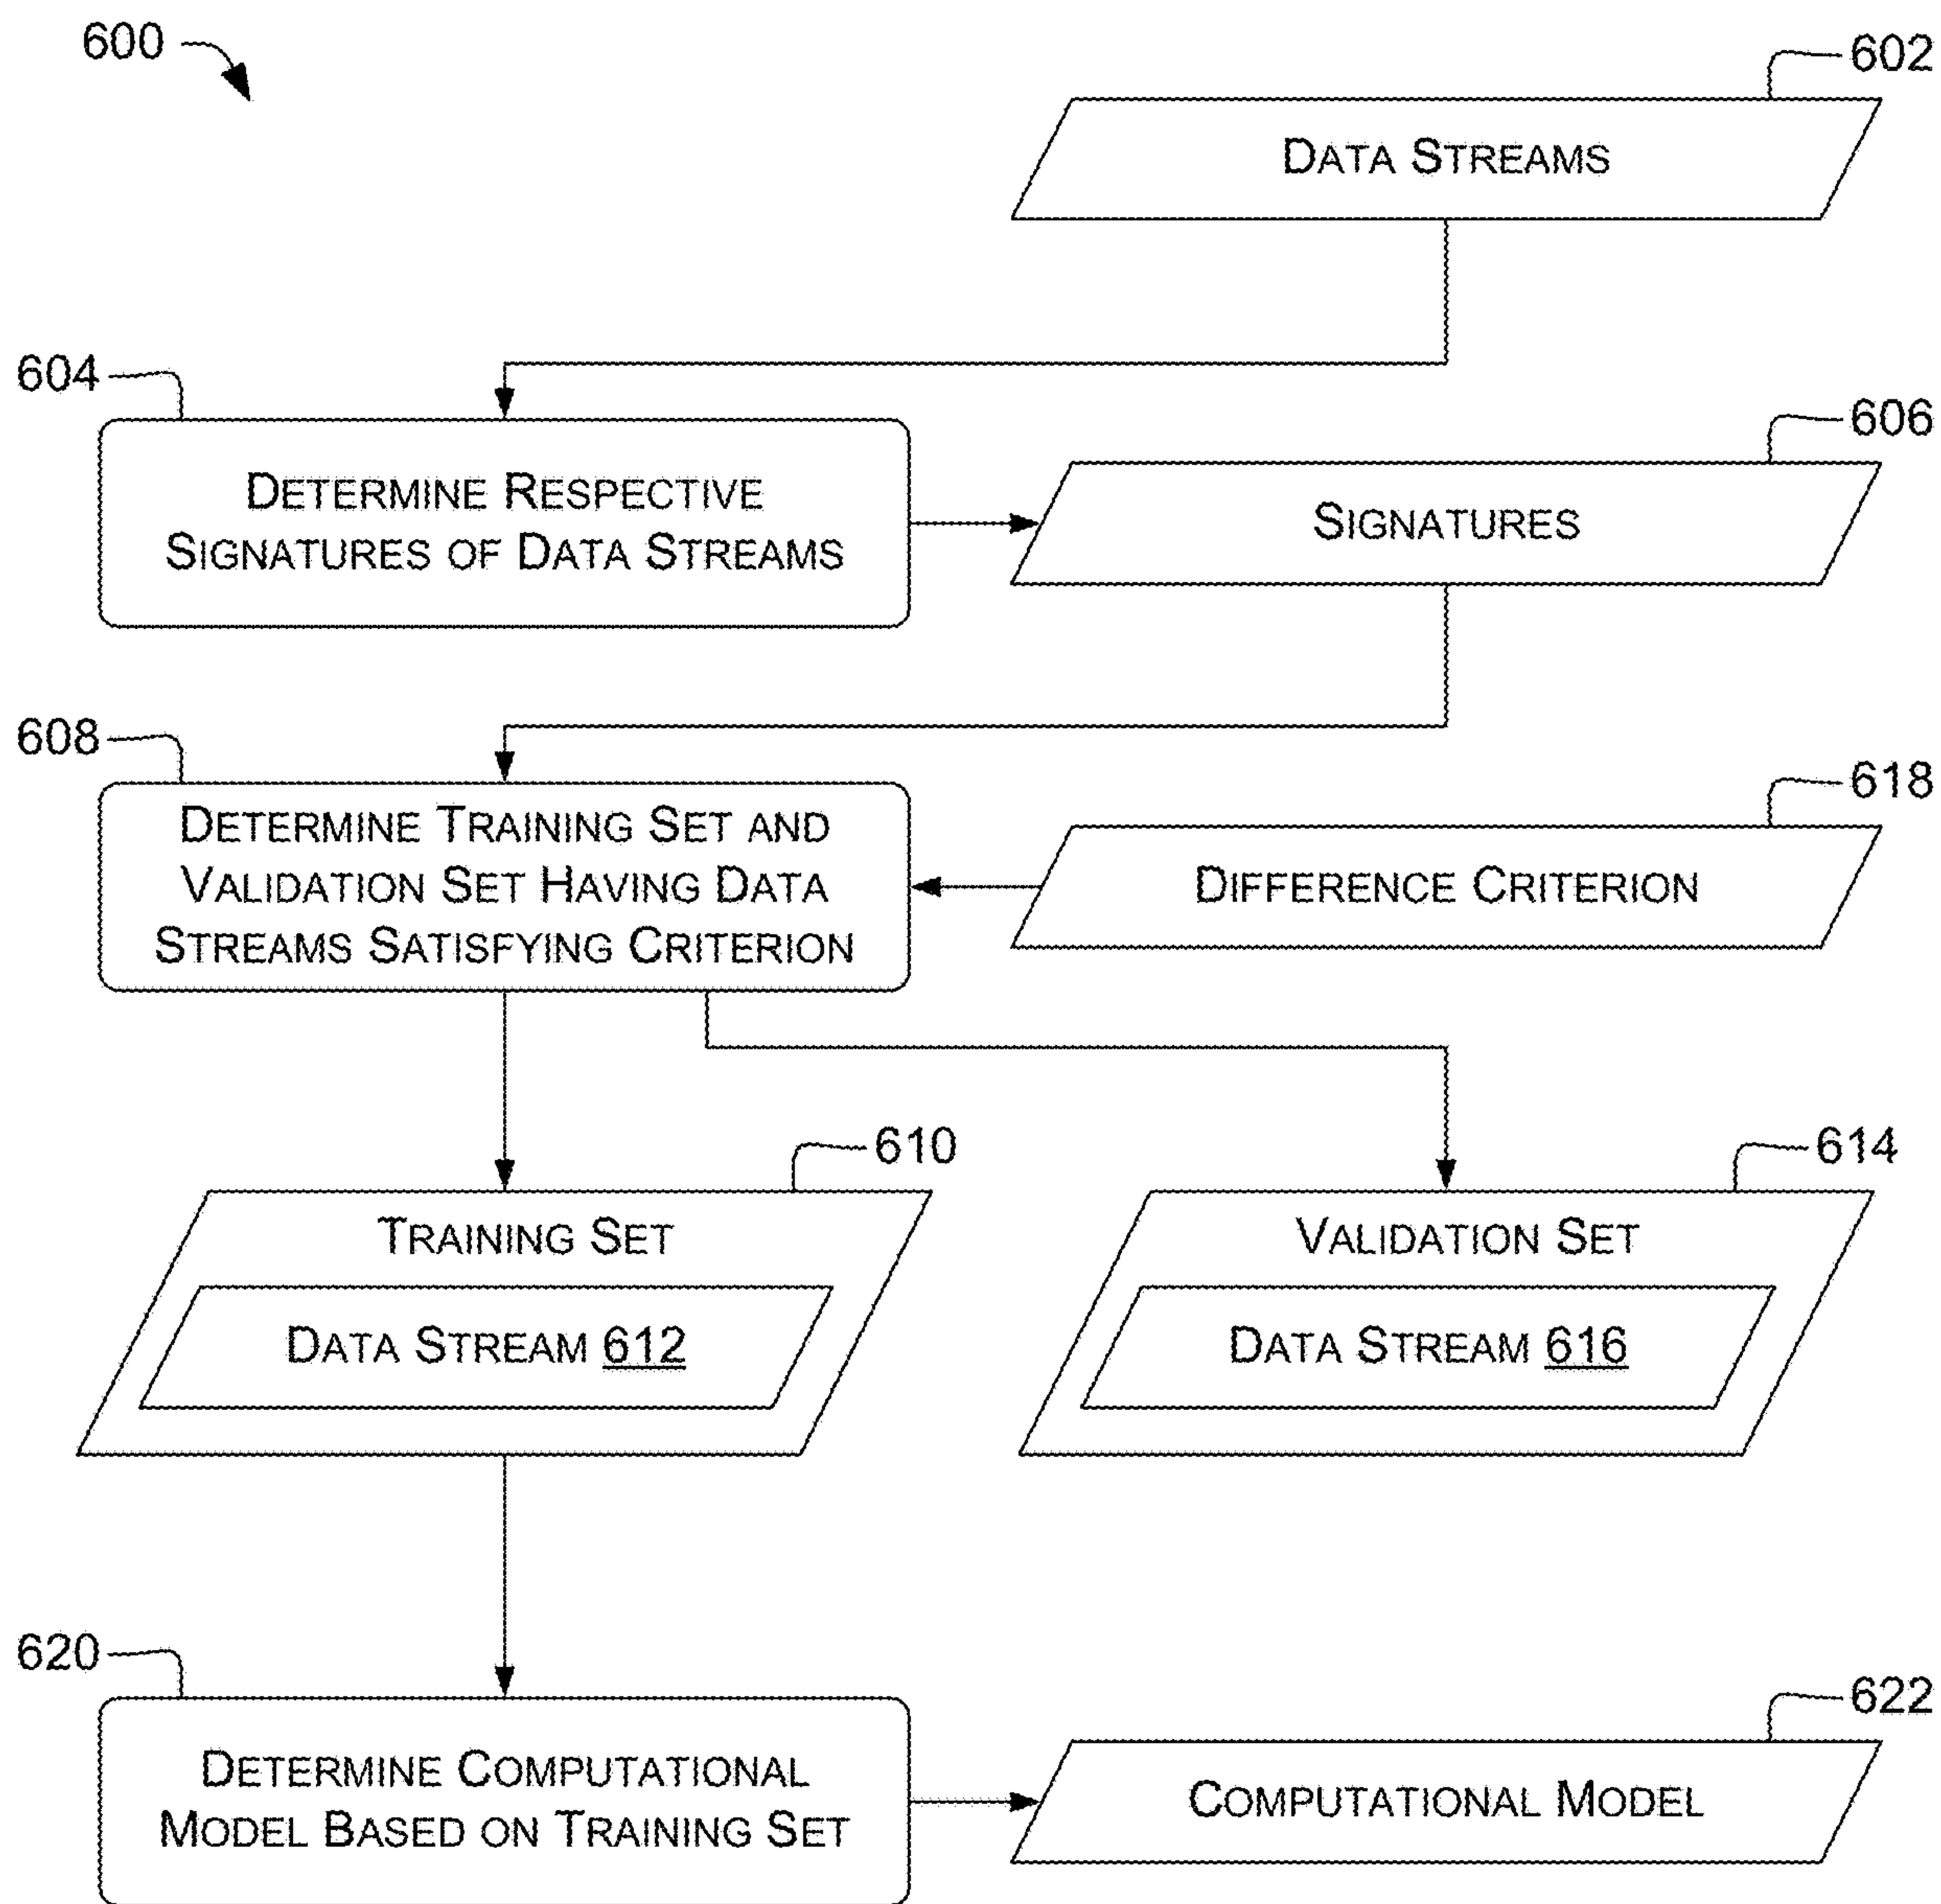 600
602
DATA STREAMS
604
606
DETERMINE RESPECTIVE
SIGNATURES OF DATA STREAMS
SIGNATURES
608
618
DETERMINE TRAINING SET AND
VALIDATION SET HAVING DATA
STREAMS SATISFYING CRITERION
DIFFERENCE CRITERION
610
614
TRAINING SET
DATA STREAM 612
VALIDATION SET
DATA STREAM 616
620
622
DETERMINE COMPUTATIONAL
MODEL BASED ON TRAINING SET
COMPUTATIONAL MODEL